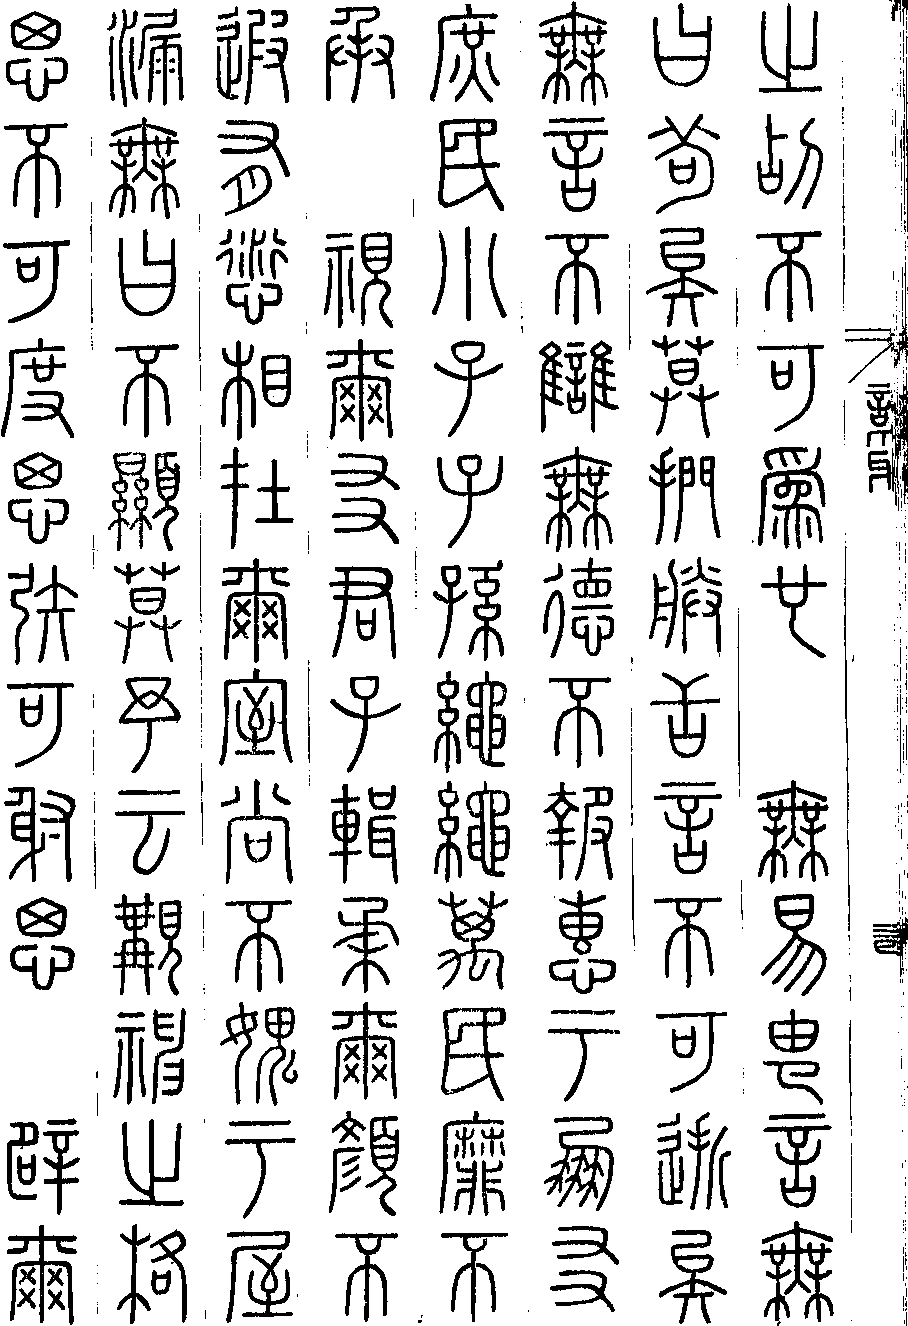 之玷不可為也　無易由言無
曰苟矣莫捫朕舌言不可逝矣
無言不讎無德不報惠于朋友
庶民小子子孫繩繩萬民靡不
承　視爾友君子輯柔爾顏不
遐有愆相在爾室尚不愧于屋
漏無曰不顯莫予云覯神之格
思不可度思矧可射思　辟爾